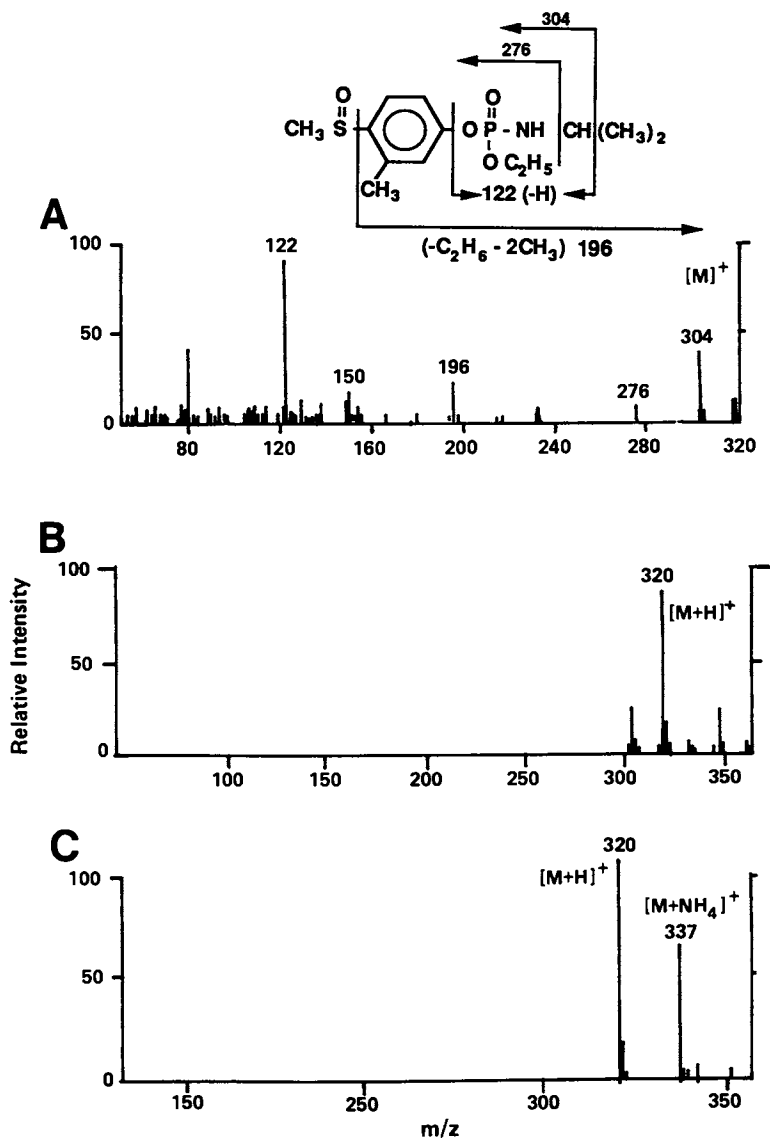 304
276
O
O
CH₃ S O P - NH CH(CH₃)₂
O C₂H₅
CH₃
122 (-H)
(-C₂H₆ - 2CH₃) 196
A
100
50
0
122
150
196
276
304
[M]⁺
80 120 160 200 240 280 320
B
100
50
0
320
[M+H]⁺
100 150 200 250 300 350
Relative Intensity
C
100
50
0
320
[M+H]⁺
[M+NH₄]⁺
337
150 250 300 350
m/z